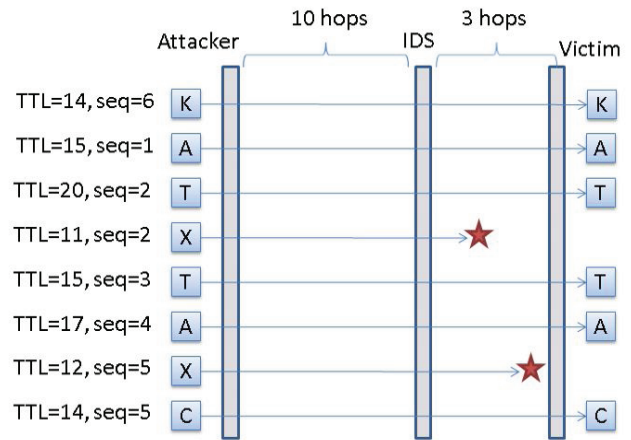 10 hops 3 hops
Attacker IDS Victim
TTL=14, seq=6 K K
TTL=15, seq=1 A A
TTL=20, seq=2 T T
TTL=11, seq=2 X
TTL=15, seq=3 T T
TTL=17, seq=4 A A
TTL=12, seq=5 X
TTL=14, seq=5 C C